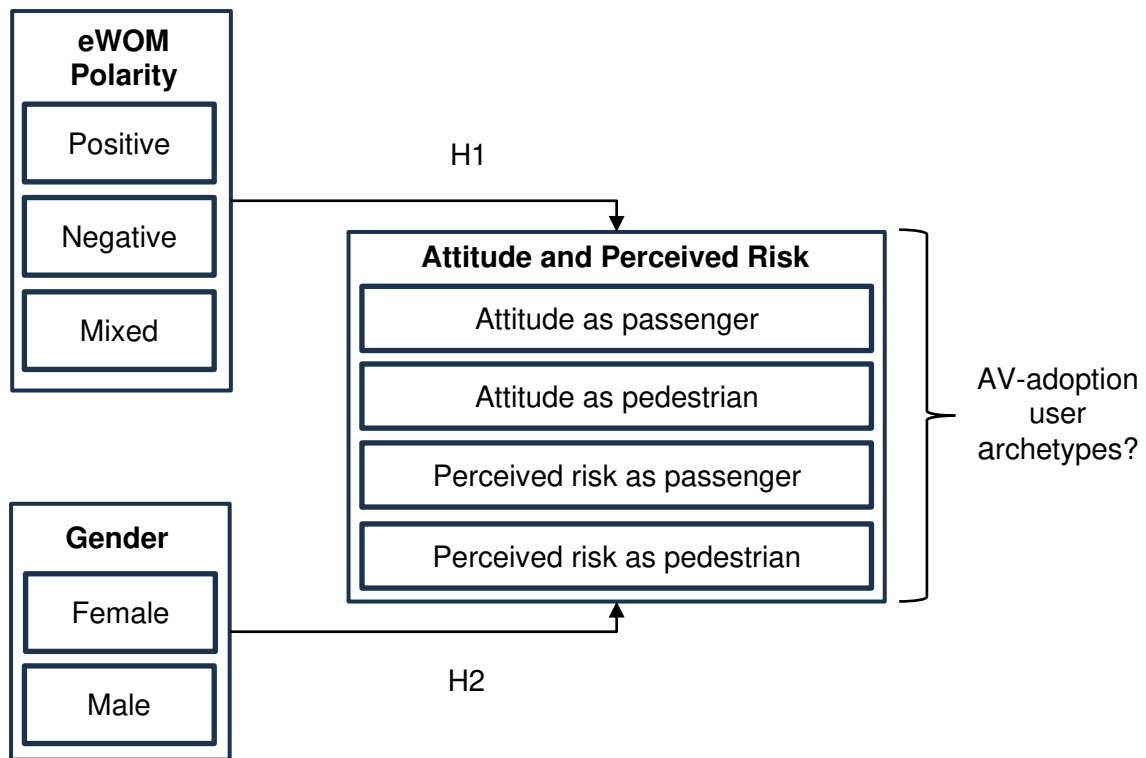 eWOM
Polarity
Positive
Negative
Mixed
H1
Attitude and Perceived Risk
Attitude as passenger
Attitude as pedestrian
Perceived risk as passenger
Perceived risk as pedestrian
AV-adoption
user
archetypes?
Gender
Female
Male
H2